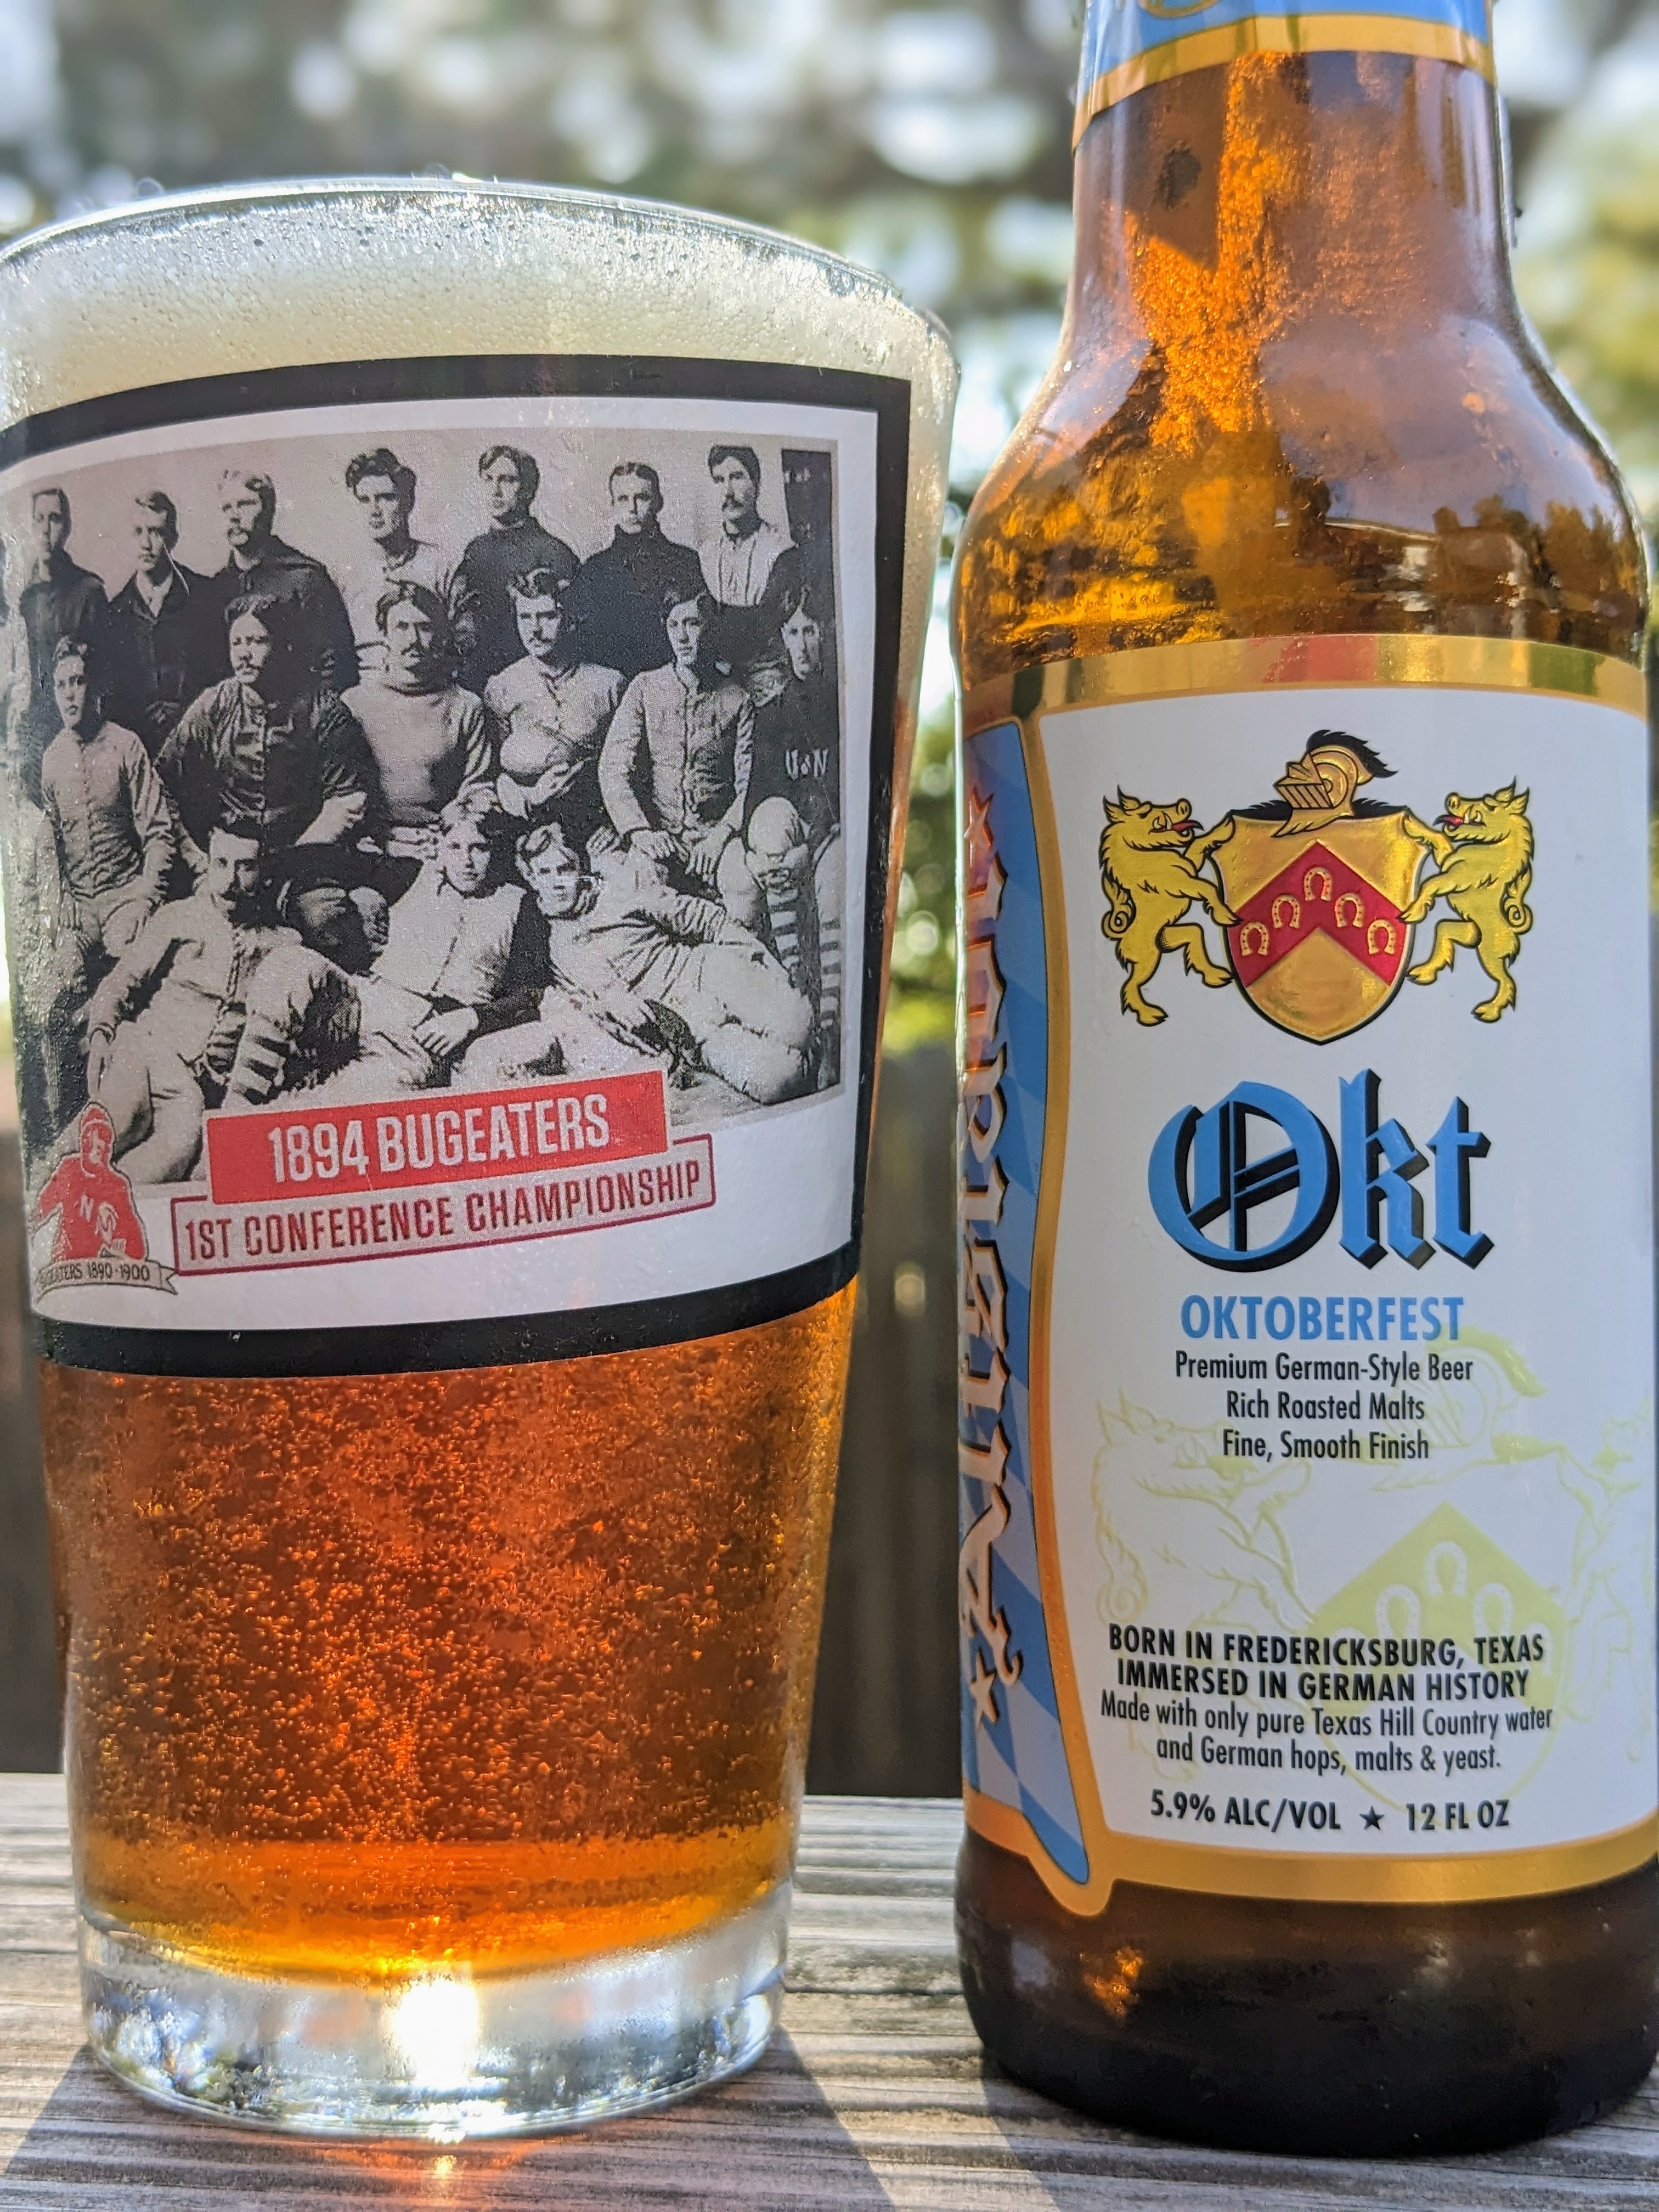 U of N
1894 BUGEATERS
1ST CONFERENCE CHAMPIONSHIP
N
BUGEATERS 1890-1900
Altstadt
Okt
OKTOBERFEST
Premium German-Style Beer
Rich Roasted Malts
Fine, Smooth Finish
BORN IN FREDERICKSBURG, TEXAS
IMMERSED IN GERMAN HISTORY
Made with only pure Texas Hill Country water
and German hops, malts & yeast.
5.9% ALC/VOL ★ 12 FL OZ